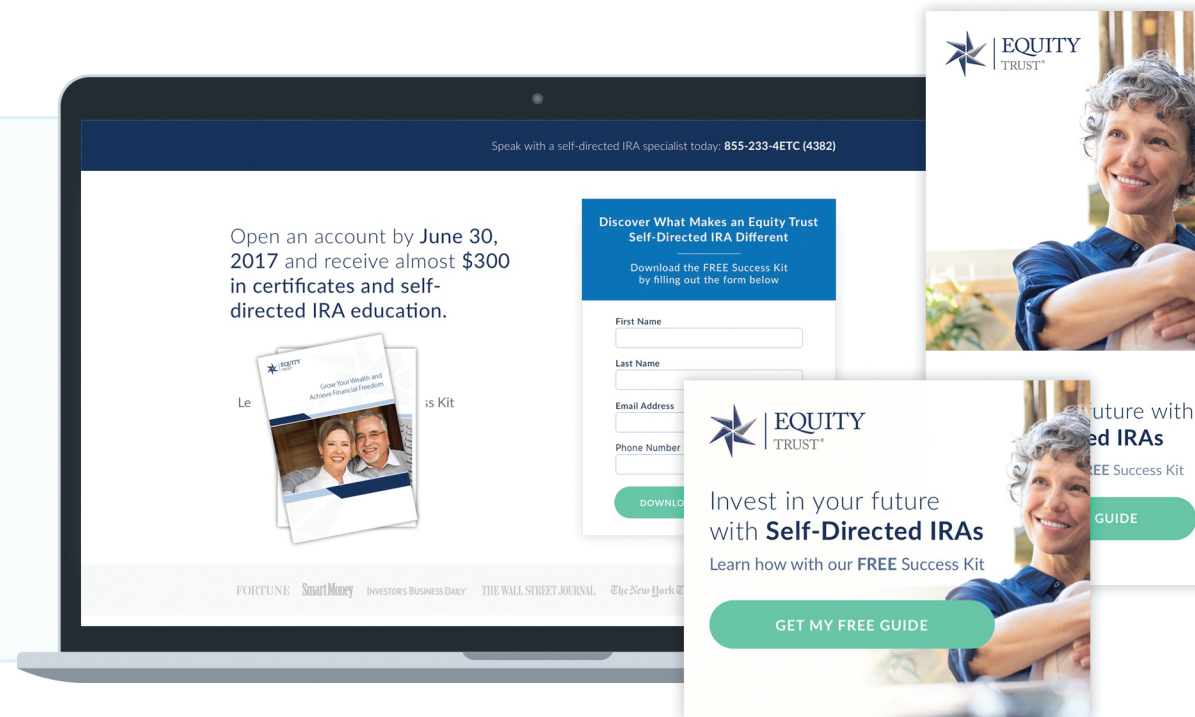 Speak with a self-directed IRA specialist today: 855-233-4ETC (4382)
Open an account by June 30,
2017 and receive almost $300
in certificates and self-
directed IRA education.
Le
ss Kit
EQUITY
TRUST
Grow Your Wealth and
Achieve Financial Freedom
Discover What Makes an Equity Trust
Self-Directed IRA Different
Download the FREE Success Kit
by filling out the form below
First Name
Last Name
Email Address
Phone Number
DOWNLO
FORTUNE SmartMoney INVESTOR'S BUSINESS DAILY THE WALL STREET JOURNAL. The New York T
EQUITY
TRUST®
uture with
ed IRAs
EE Success Kit
GUIDE
EQUITY
TRUST®
Invest in your future
with Self-Directed IRAs
Learn how with our FREE Success Kit
GET MY FREE GUIDE